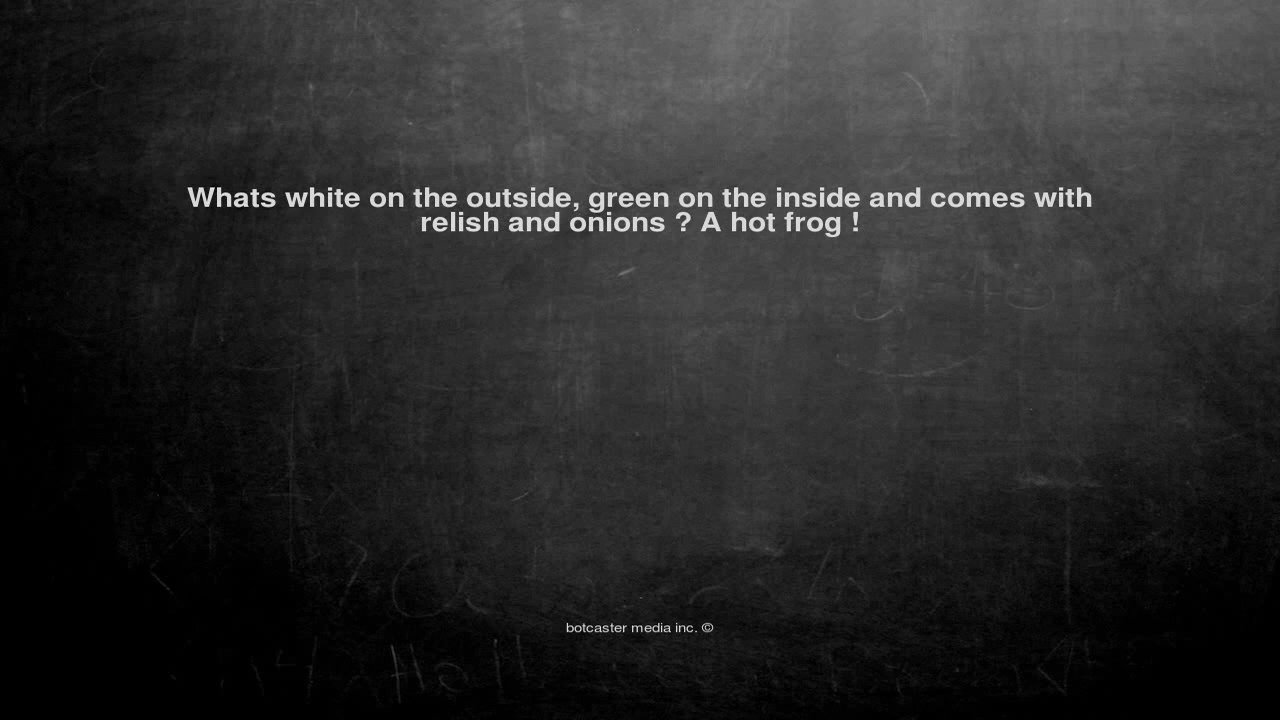 Whats white on the outside, green on the inside and comes with
relish and onions ? A hot frog !
botcaster media inc. ©